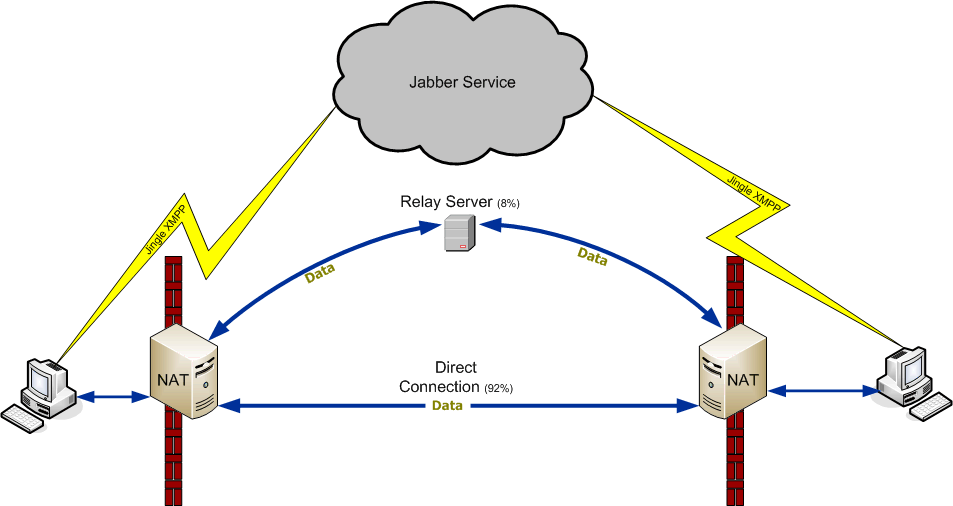 Jabber Service
Jingle XMPP
Jingle XMPP
Relay Server (8%)
Data
Data
NAT
Direct
Connection (92%)
Data
NAT